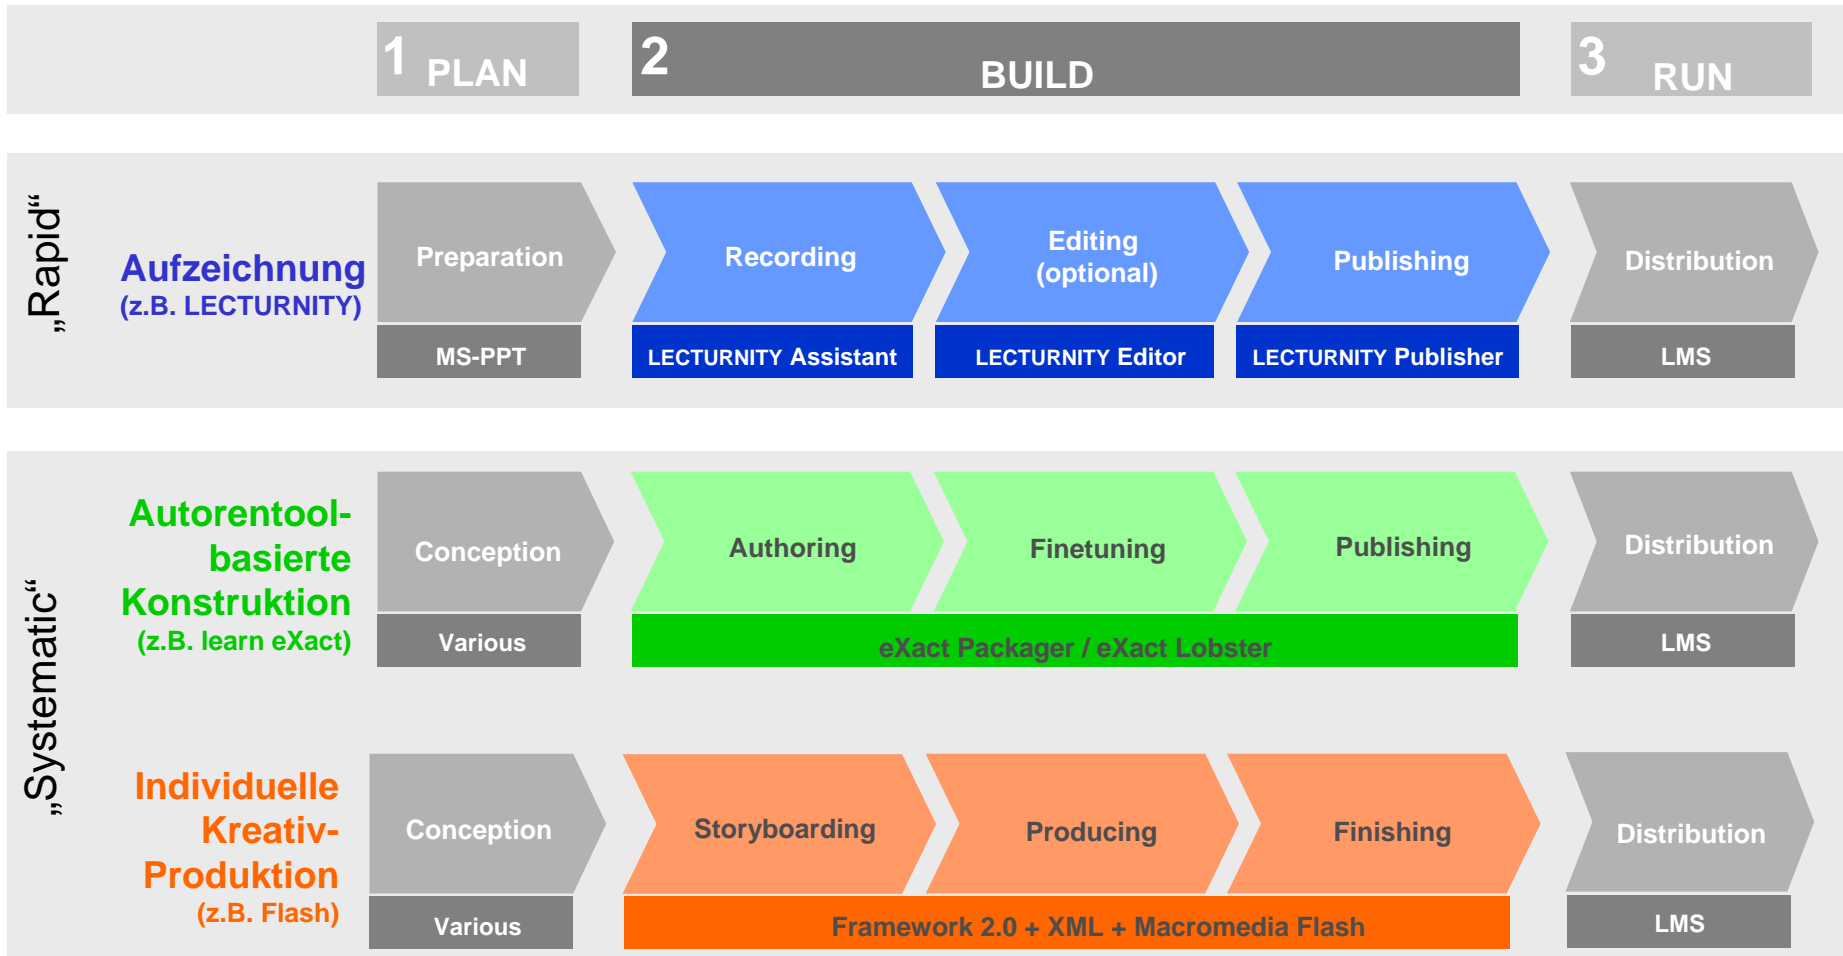 1 PLAN
2 BUILD
3 RUN
„Rapid“
Aufzeichnung
(z.B. LECTURNITY)
Preparation
Recording
Editing
(optional)
Publishing
Distribution
MS-PPT
LECTURNITY Assistant
LECTURNITY Editor
LECTURNITY Publisher
LMS
„Systematic“
Autorentool-
basierte
Konstruktion
(z.B. learn eXact)
Conception
Authoring
Finetuning
Publishing
Distribution
Various
eXact Packager / eXact Lobster
LMS
Individuelle
Kreativ-
Produktion
(z.B. Flash)
Conception
Storyboarding
Producing
Finishing
Distribution
Various
Framework 2.0 + XML + Macromedia Flash
LMS